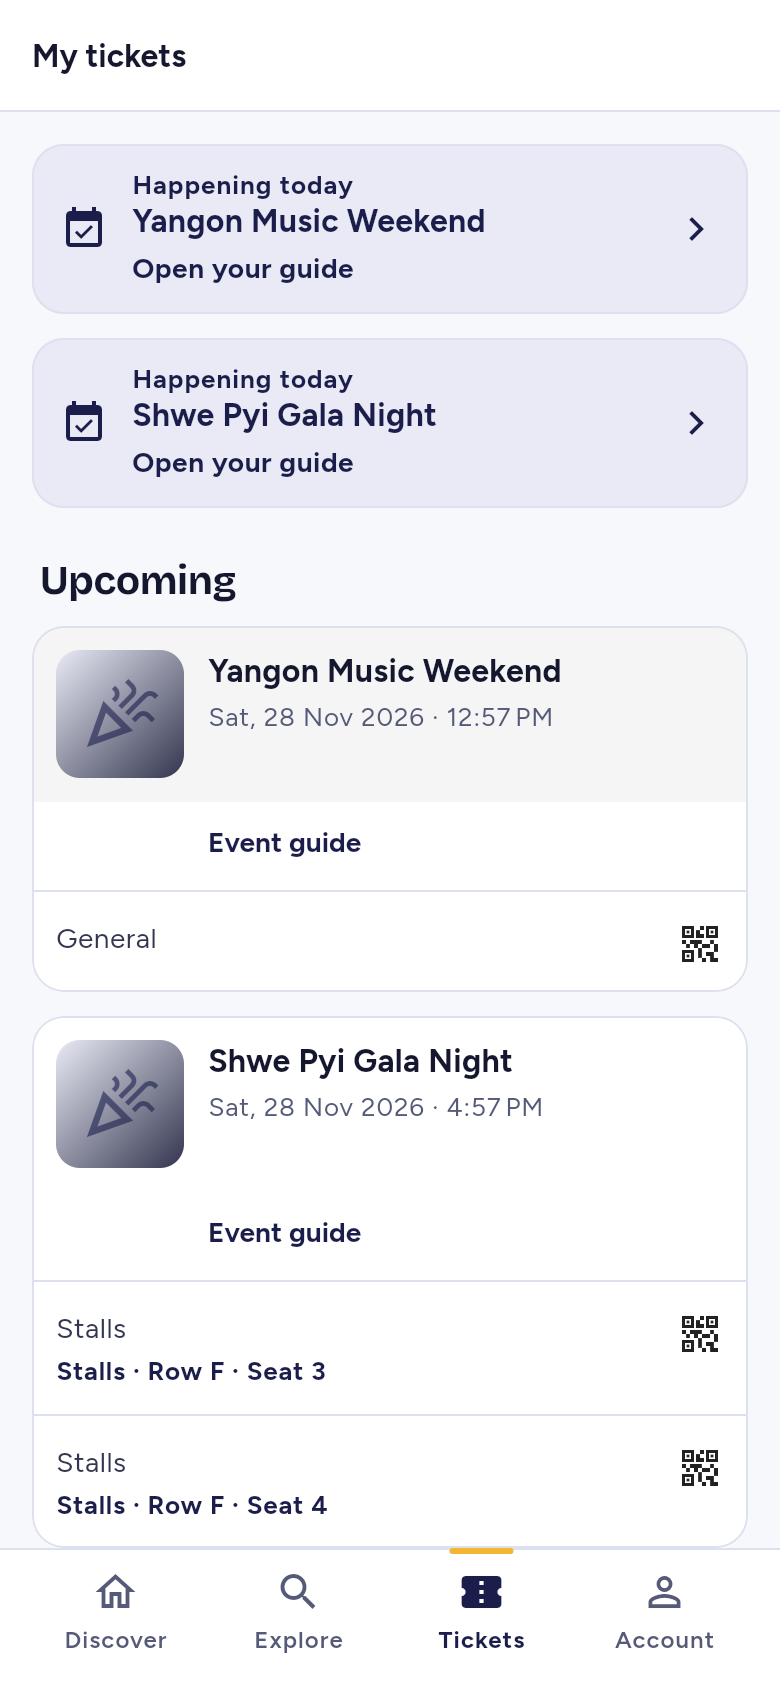 My tickets
Happening today
Yangon Music Weekend
Open your guide
Happening today
Shwe Pyi Gala Night
Open your guide
Upcoming
Yangon Music Weekend
Sat, 28 Nov 2026 · 12:57 PM
Event guide
General
Shwe Pyi Gala Night
Sat, 28 Nov 2026 · 4:57 PM
Event guide
Stalls
Stalls · Row F · Seat 3
Stalls
Stalls · Row F · Seat 4
Discover
Explore
Tickets
Account